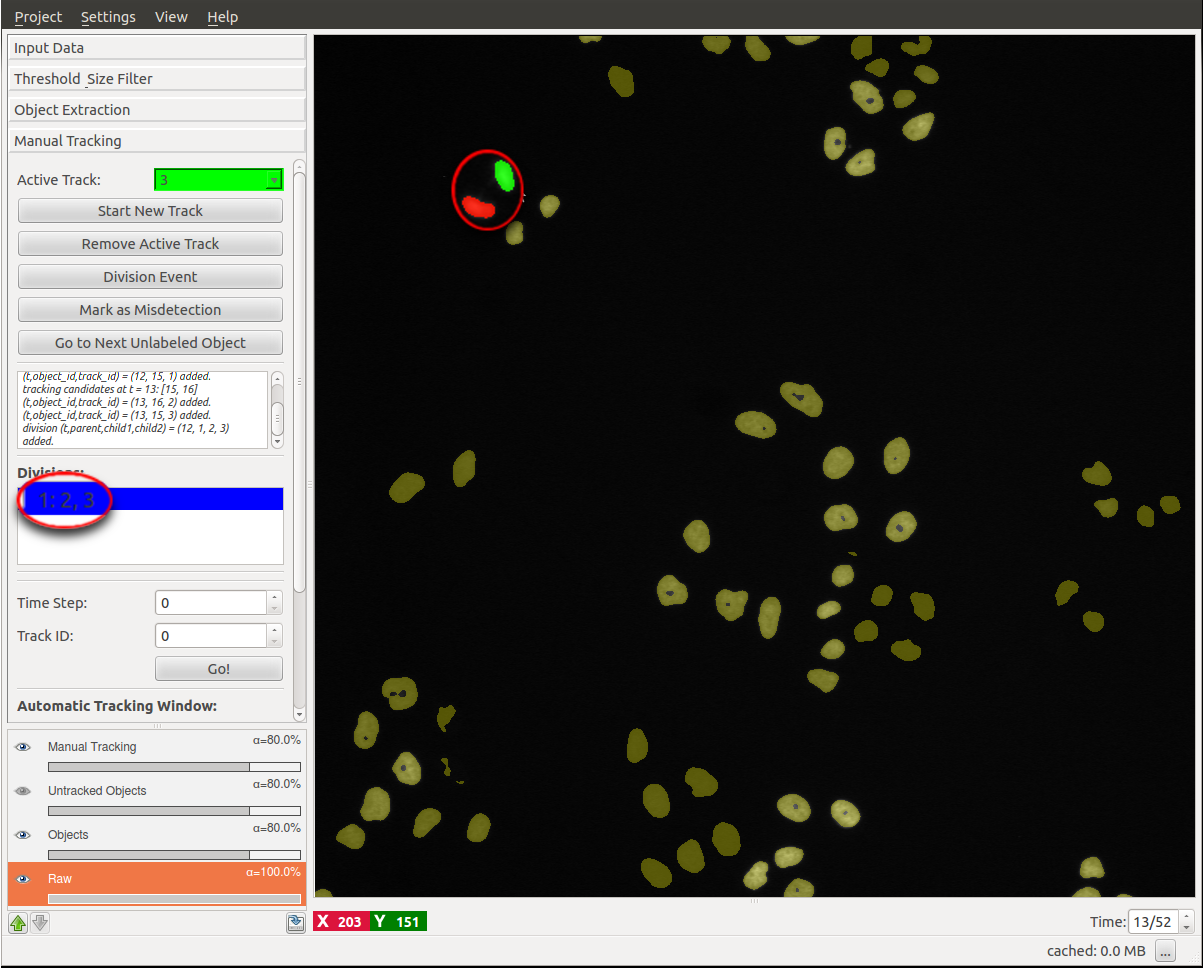 Project Settings View Help
Input Data
Threshold_Size Filter
Object Extraction
Manual Tracking
Active Track: 3
Start New Track
Remove Active Track
Division Event
Mark as Misdetection
Go to Next Unlabeled Object
(t,object_id,track_id) = (12, 15, 1) added.
tracking candidates at t = 13: [15, 16]
(t,object_id,track_id) = (13, 16, 2) added.
(t,object_id,track_id) = (13, 15, 3) added.
division (t,parent,child1,child2) = (12, 1, 2, 3)
added.
Divisions:
1: 2, 3
Time Step: 0
Track ID: 0
Go!
Automatic Tracking Window:
Manual Tracking α=80.0%
Untracked Objects α=80.0%
Objects α=80.0%
Raw α=100.0%
X 203 Y 151
Time: 13/52
cached: 0.0 MB ...